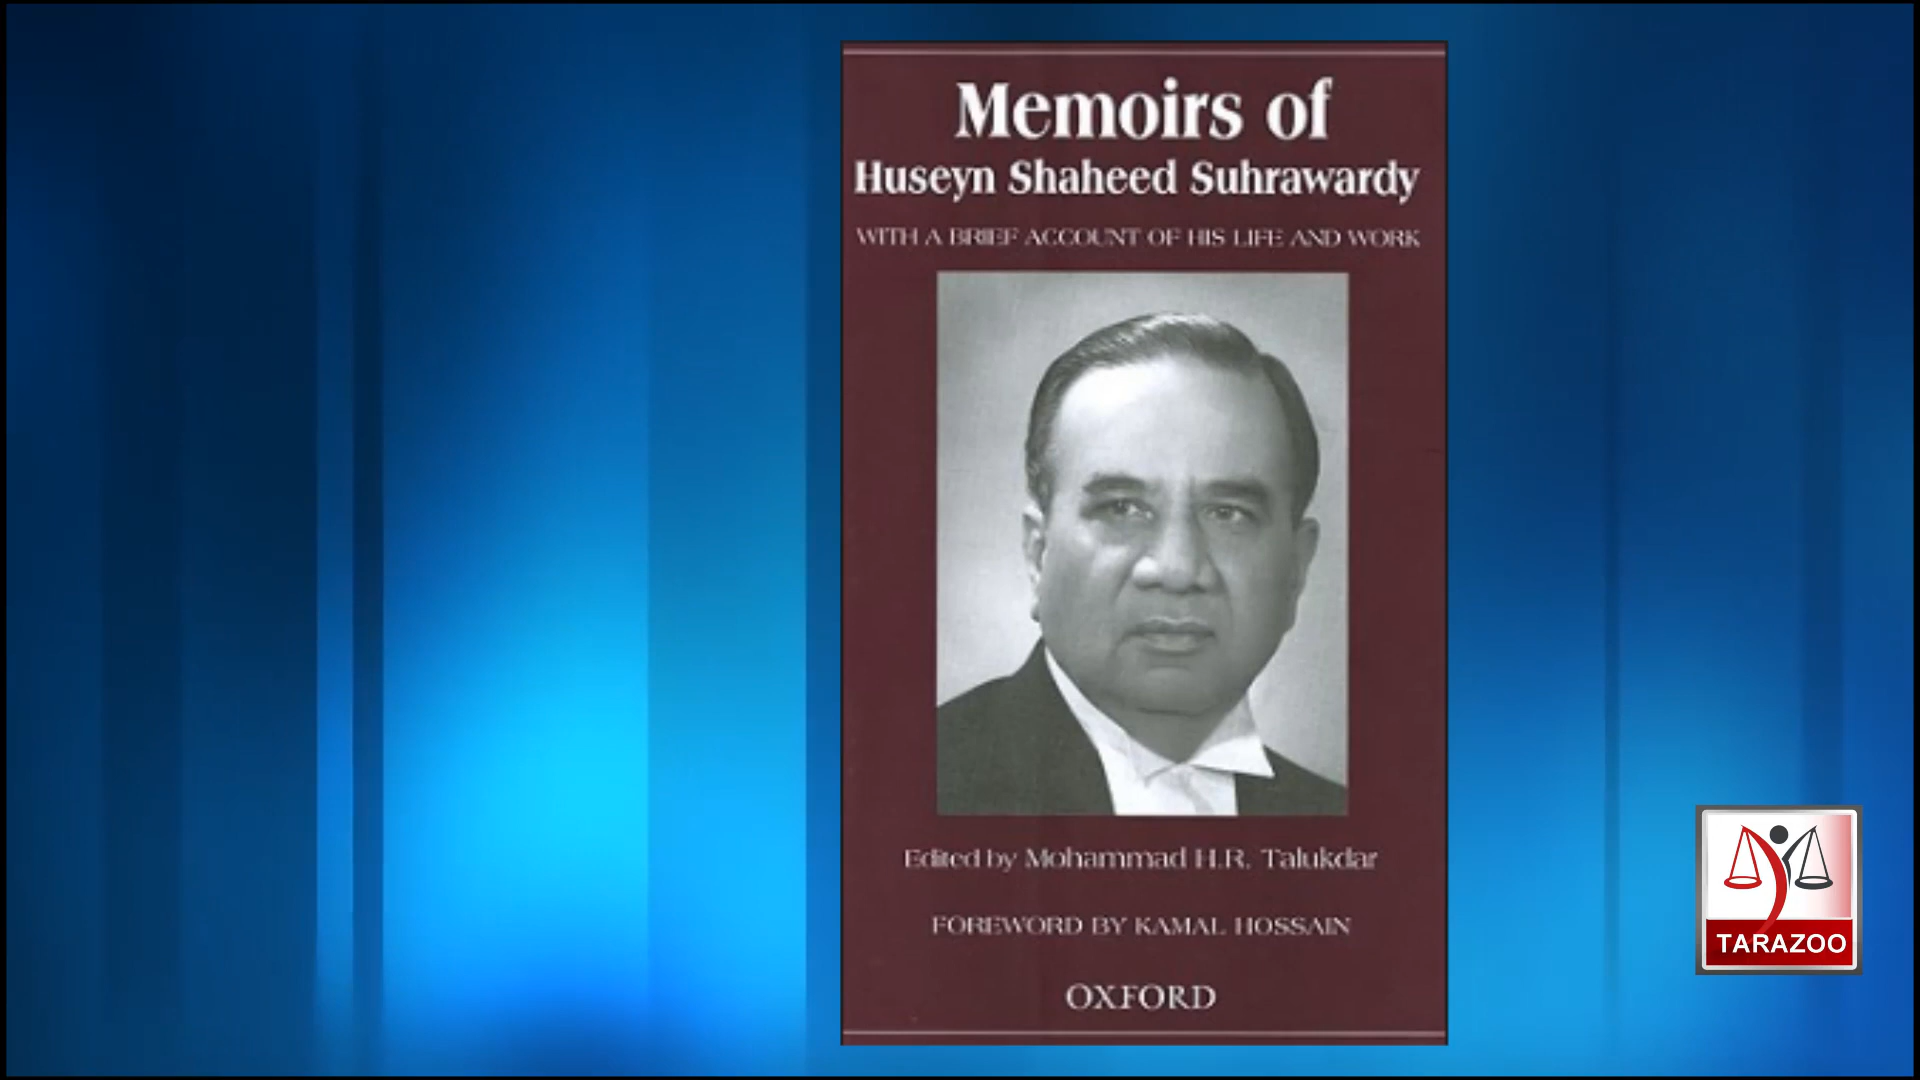 Memoirs of
Huseyn Shaheed Suhrawardy
WITH A BRIEF ACCOUNT OF HIS LIFE AND WORK
Edited by Mohammad H.R. Talukdar
FOREWORD BY KAMAL HOSSAIN
OXFORD
TARAZOO